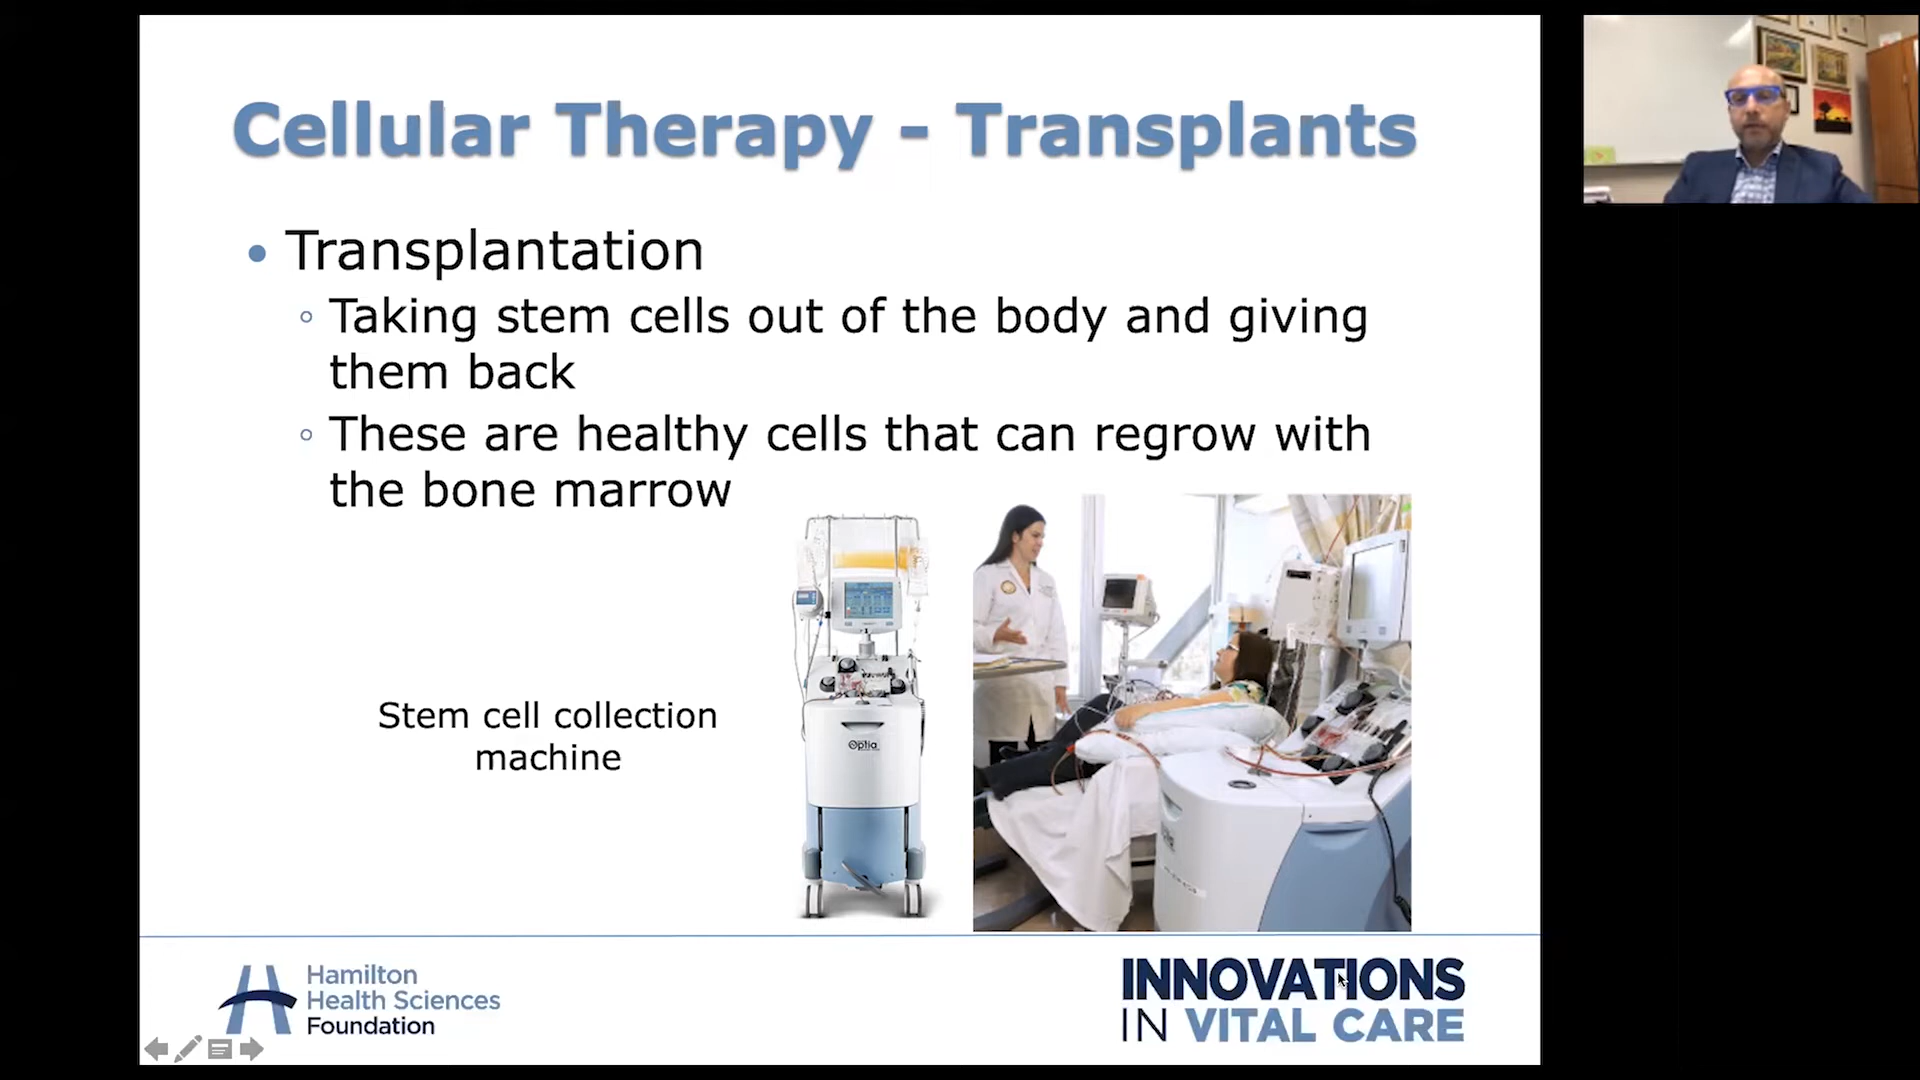 Cellular Therapy - Transplants
Transplantation
Taking stem cells out of the body and giving
them back
These are healthy cells that can regrow with
the bone marrow
Stem cell collection
machine
Optia
Hamilton
Health Sciences
Foundation
INNOVATIONS
IN VITAL CARE